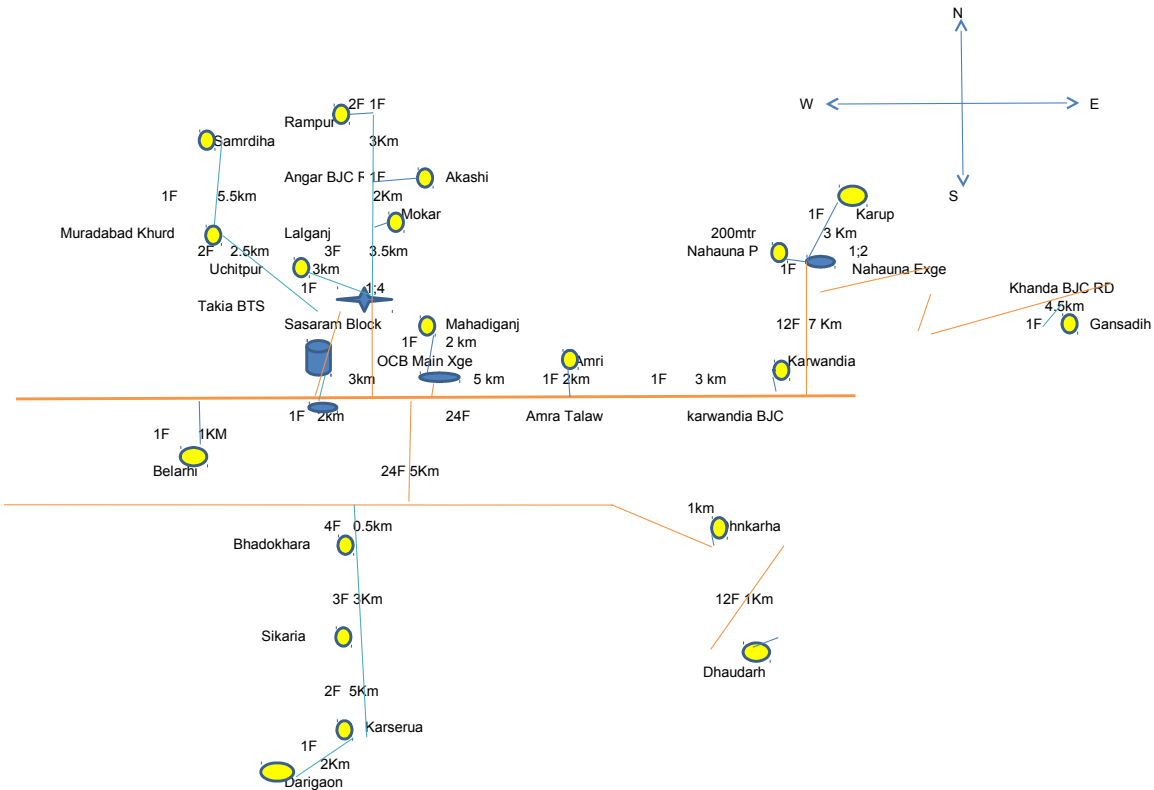 N
W
E
S
2F 1F
Rampur
Samrdiha
3Km
Angar BJC R 1F
Akashi
1F
5.5km
2Km
Mokar
1F
Karup
Muradabad Khurd
Lalganj
200mtr
3 Km
2F 2.5km
3F
3.5km
Nahauna P
1;2
Uchitpur
3km
1F
Nahauna Exge
1F
1;4
Khanda BJC RD
Takia BTS
4.5km
Sasaram Block
Mahadiganj
12F 7 Km
1F
Gansadih
1F
2 km
OCB Main Xge
Amri
Karwandia
3km
5 km
1F 2km
1F
3 km
1F 2km
24F
Amra Talaw
karwandia BJC
1F
1KM
Belarhi
24F 5Km
1km
4F 0.5km
hnkarha
Bhadokhara
3F 3Km
12F 1Km
Sikaria
Dhaudarh
2F 5Km
Karserua
1F
2Km
Darigaon